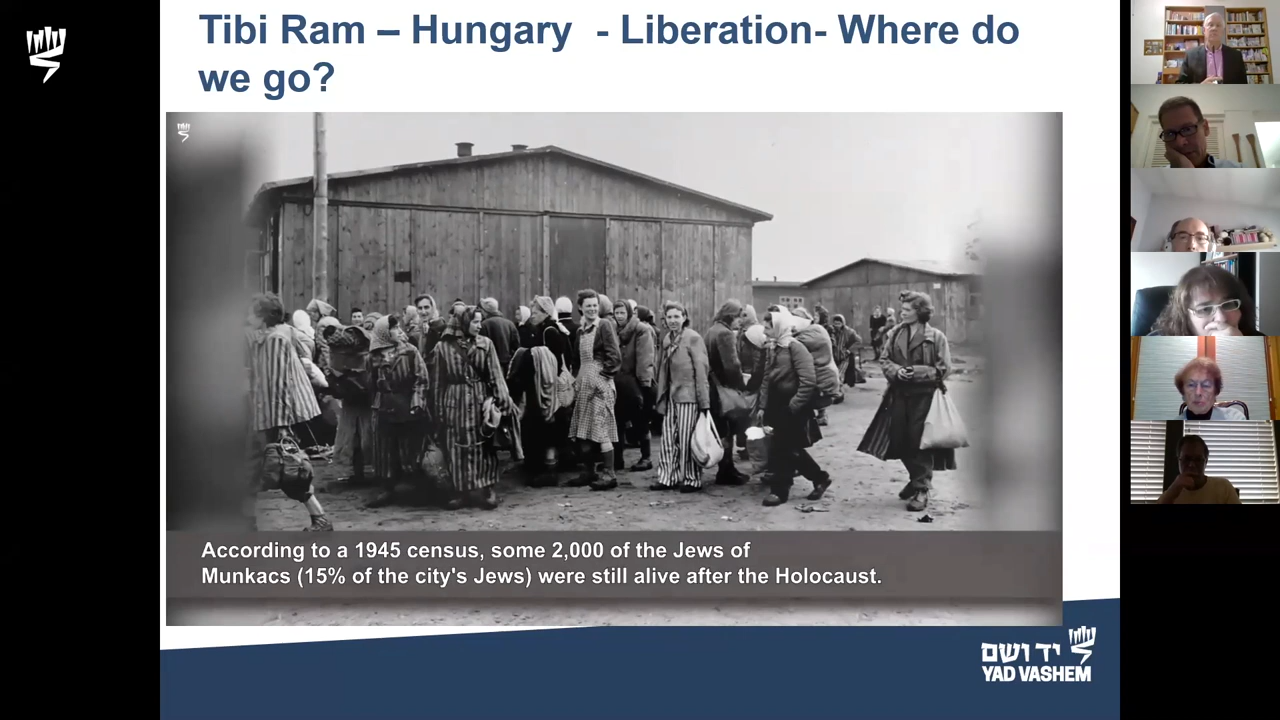 Tibi Ram – Hungary  - Liberation- Where do
we go?
According to a 1945 census, some 2,000 of the Jews of
Munkacs (15% of the city's Jews) were still alive after the Holocaust.
יד ושם
YAD VASHEM